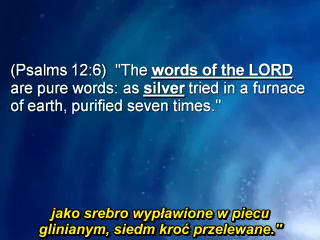 (Psalms 12:6)  "The words of the LORD
are pure words: as silver tried in a furnace
of earth, purified seven times."
jako srebro wypławione w piecu
glinianym, siedm kroć przelewane."